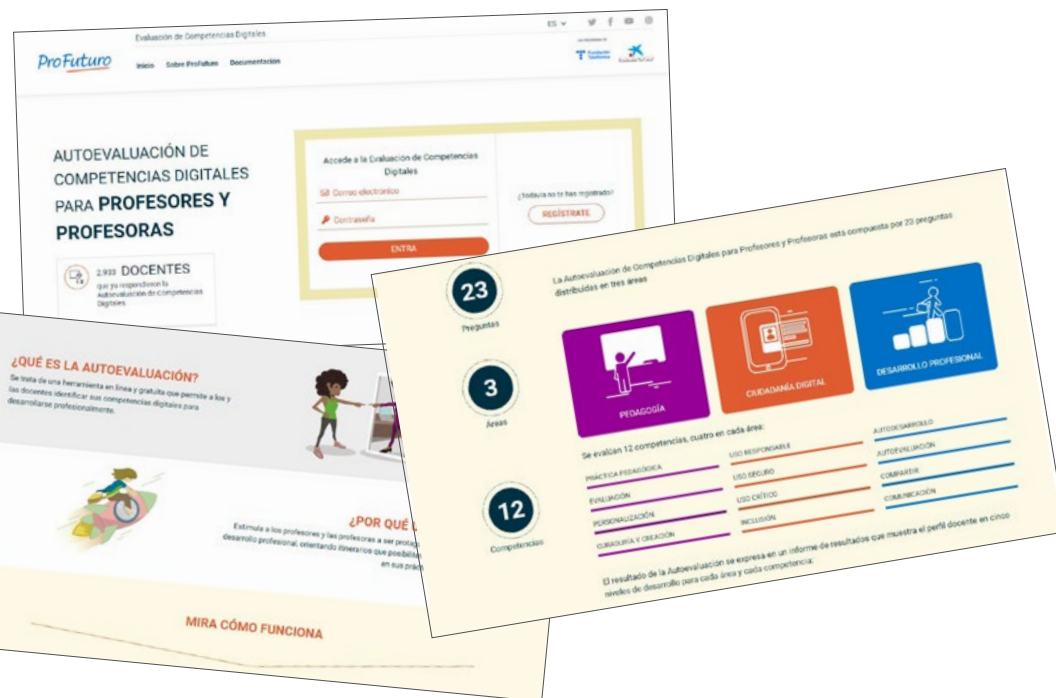 Evaluación de Competencias Digitales
ES
ProFuturo
Inicio Sobre ProFuturo Documentación
Fundación
Telefónica
AUTOEVALUACIÓN DE
COMPETENCIAS DIGITALES
PARA PROFESORES Y
PROFESORAS
2.933 DOCENTES
que ya respondieron la
Autoevaluación de Competencias
Digitales.
Accede a la Evaluación de Competencias
Digitales
Correo electrónico
Contraseña
ENTRA
¿Todavía no te has registrado?
REGÍSTRATE
¿QUÉ ES LA AUTOEVALUACIÓN?
Se trata de una herramienta en línea y gratuita que permite a los y
las docentes identificar sus competencias digitales para
desarrollarse profesionalmente.
¿POR QUÉ
Estimula a los profesores y las profesoras a ser
desarrollo profesional, orientando itinerarios que
en sus
MIRA CÓMO FUNCIONA
23
Preguntas
3
Áreas
12
Competencias
La Autoevaluación de Competencias Digitales para Profesores y Profesoras está compuesta por 23 preguntas
distribuidas en tres áreas
PEDAGOGÍA
CIUDADANÍA DIGITAL
DESARROLLO PROFESIONAL
Se evalúan 12 competencias, cuatro en cada área:
PRÁCTICA PEDAGÓGICA
EVALUACIÓN
PERSONALIZACIÓN
CURADURÍA Y CREACIÓN
USO RESPONSABLE
USO SEGURO
USO CRÍTICO
INCLUSIÓN
AUTODESARROLLO
AUTOEVALUACIÓN
COMPARTIR
COMUNICACIÓN
El resultado de la Autoevaluación se expresa en un informe de resultados que muestra el perfil docente en cinco
niveles de desarrollo para cada área y cada competencia: